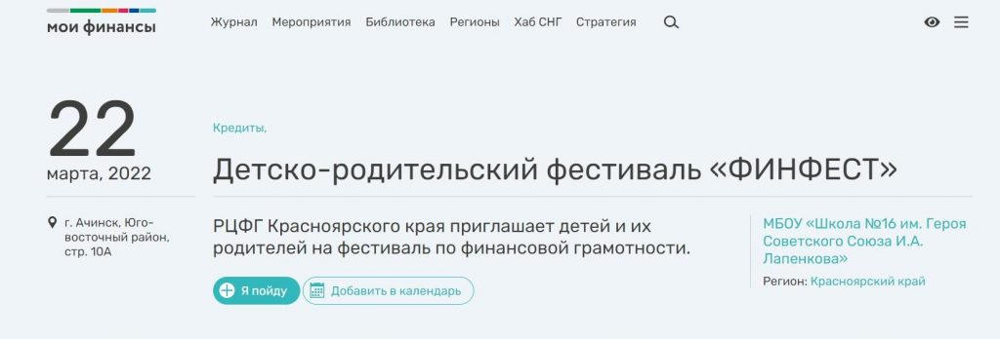 мои финансы
Журнал Мероприятия Библиотека Регионы Хаб СНГ Стратегия
22
марта, 2022
г. Ачинск, Юго-
восточный район,
стр. 10А
Кредиты,
Детско-родительский фестиваль «ФИНФЕСТ»
РЦФГ Красноярского края приглашает детей и их
родителей на фестиваль по финансовой грамотности.
Я пойду
Добавить в календарь
МБОУ «Школа №16 им. Героя
Советского Союза И.А.
Лапенкова»
Регион: Красноярский край